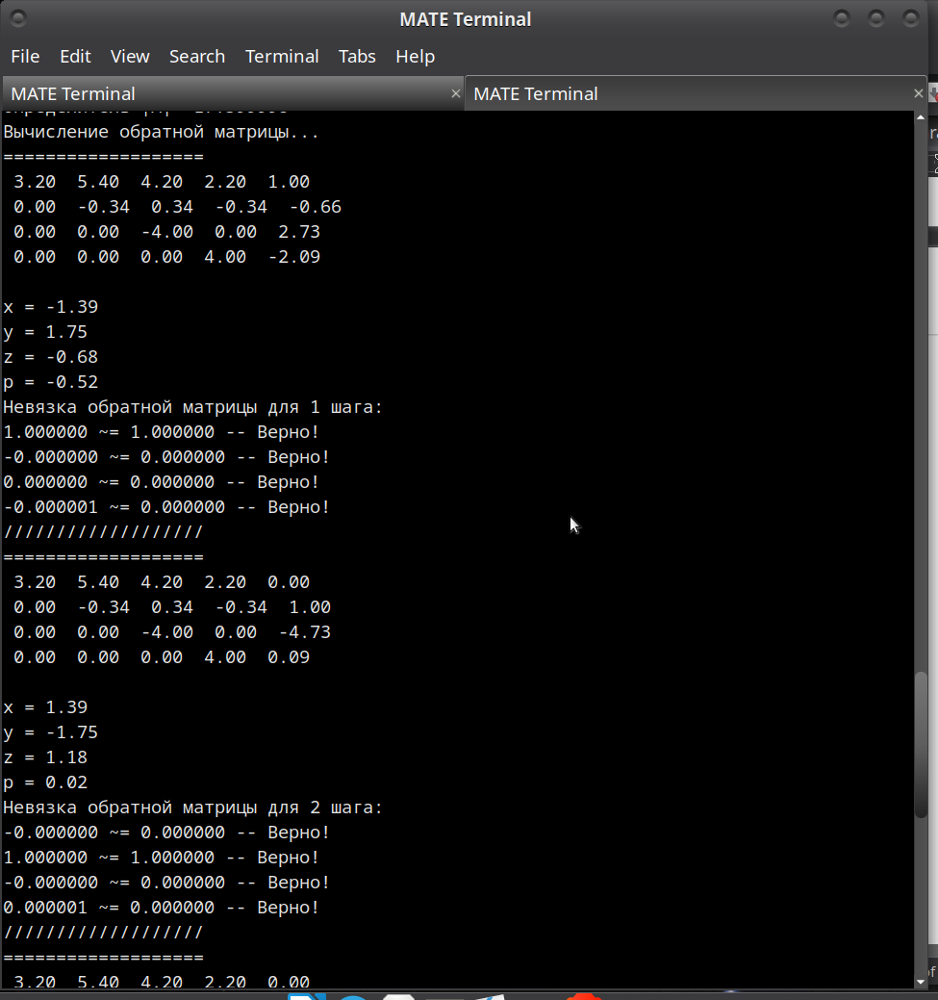 MATE Terminal
File Edit View Search Terminal Tabs Help
MATE Terminal
MATE Terminal
Вычисление обратной матрицы...
===================
3.20 5.40 4.20 2.20 1.00
0.00 -0.34 0.34 -0.34 -0.66
0.00 0.00 -4.00 0.00 2.73
0.00 0.00 0.00 4.00 -2.09
x = -1.39
y = 1.75
z = -0.68
p = -0.52
Невязка обратной матрицы для 1 шага:
1.000000 ~= 1.000000 -- Верно!
-0.000000 ~= 0.000000 -- Верно!
0.000000 ~= 0.000000 -- Верно!
-0.000001 ~= 0.000000 -- Верно!
///////////////////
===================
3.20 5.40 4.20 2.20 0.00
0.00 -0.34 0.34 -0.34 1.00
0.00 0.00 -4.00 0.00 -4.73
0.00 0.00 0.00 4.00 0.09
x = 1.39
y = -1.75
z = 1.18
p = 0.02
Невязка обратной матрицы для 2 шага:
-0.000000 ~= 0.000000 -- Верно!
1.000000 ~= 1.000000 -- Верно!
-0.000000 ~= 0.000000 -- Верно!
0.000001 ~= 0.000000 -- Верно!
///////////////////
===================
3.20 5.40 4.20 2.20 0.00